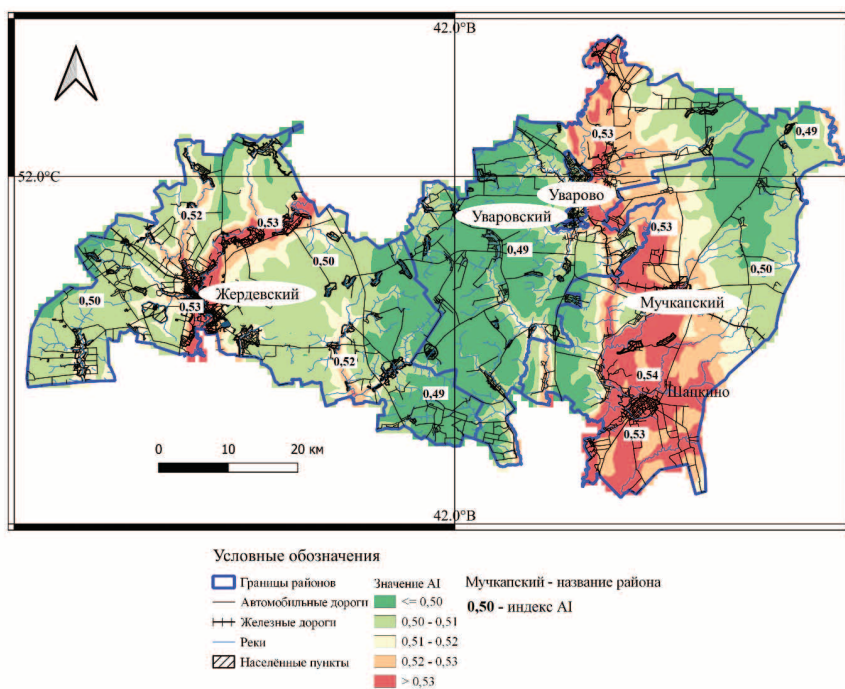 42.0°В
52.0°С
0,53
0,49
Уварово
0,52
Уваровский
0,53
0,53
0,50
0,49
0,50
0,50
Жердевский
Мучкапский
0,53
0,52
0,54
Шапкино
0,49
0,53
0 10 20 км
42.0°В
Условные обозначения
Границы районов
Автомобильные дороги
Железные дороги
Реки
Населённые пункты
Значение AI
<= 0,50
0,50 - 0,51
0,51 - 0,52
0,52 - 0,53
> 0,53
Мучкапский - название района
0,50 - индекс AI